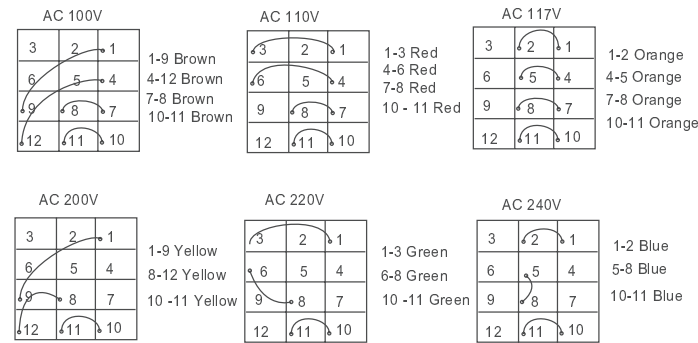 AC 100V
3 2 1
6 5 4
9 8 7
12 11 10
1-9 Brown
4-12 Brown
7-8 Brown
10-11 Brown
AC 110V
3 2 1
6 5 4
9 8 7
12 11 10
1-3 Red
4-6 Red
7-8 Red
10 - 11 Red
AC 117V
3 2 1
6 5 4
9 8 7
12 11 10
1-2 Orange
4-5 Orange
7-8 Orange
10-11 Orange
AC 200V
3 2 1
6 5 4
9 8 7
12 11 10
1-9 Yellow
8-12 Yellow
10 -11 Yellow
AC 220V
3 2 1
6 5 4
9 8 7
12 11 10
1-3 Green
6-8 Green
10 -11 Green
AC 240V
3 2 1
6 5 4
9 8 7
12 11 10
1-2 Blue
5-8 Blue
10-11 Blue